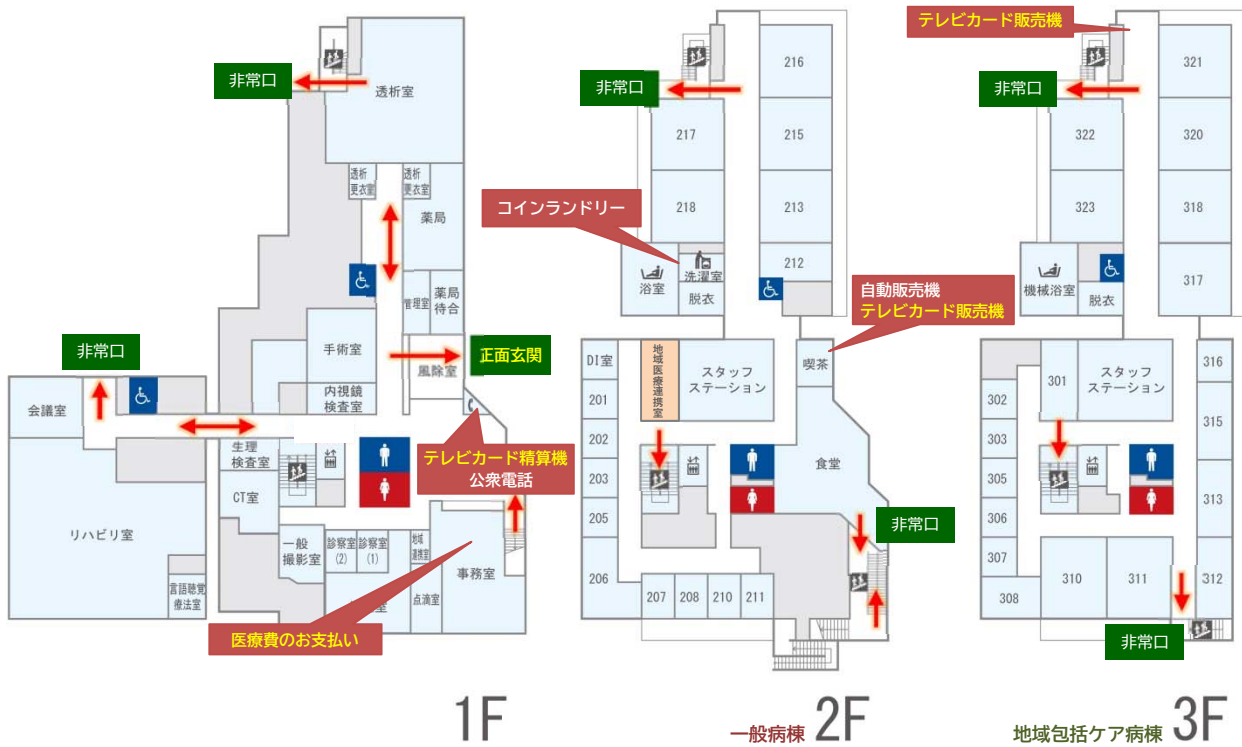 非常口
透析室
透析
更衣室
透析
更衣室
薬局
管理室
薬局
待合
手術室
正面玄関
風除室
内視鏡
検査室
非常口
会議室
テレビカード精算機
公衆電話
生理
検査室
CT室
リハビリ室
一般
撮影室
診察室
(2)
診察室
(1)
地域
連携室
事務室
点滴室
言語聴覚
療法室
室
医療費のお支払い
1F
216
非常口
217
215
コインランドリー
218
213
洗濯室
212
浴室
脱衣
自動販売機
テレビカード販売機
DI室
地域医療連携室
スタッフ
ステーション
喫茶
201
202
203
食堂
205
非常口
206
207
208
210
211
一般病棟 2F
テレビカード販売機
321
非常口
322
320
323
318
機械浴室
脱衣
317
301
スタッフ
ステーション
316
302
315
303
305
313
306
307
310
311
312
308
非常口
地域包括ケア病棟 3F